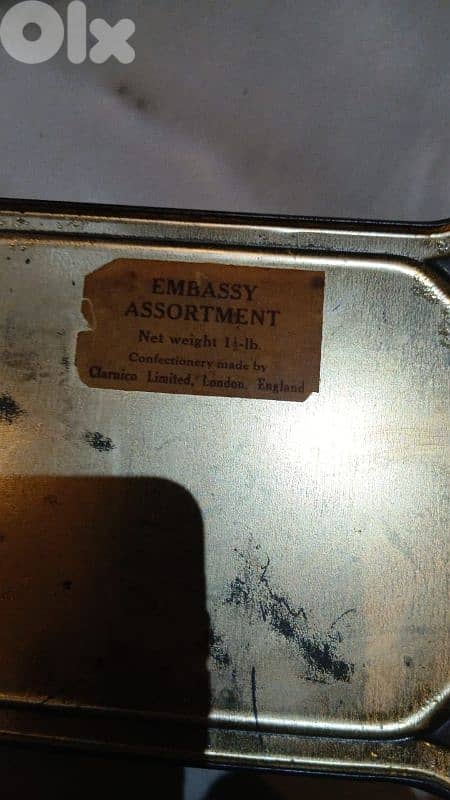 OLX
EMBASSY
ASSORTMENT
Net weight 1½-lb.
Confectionery made by
Clarnico Limited, London, England